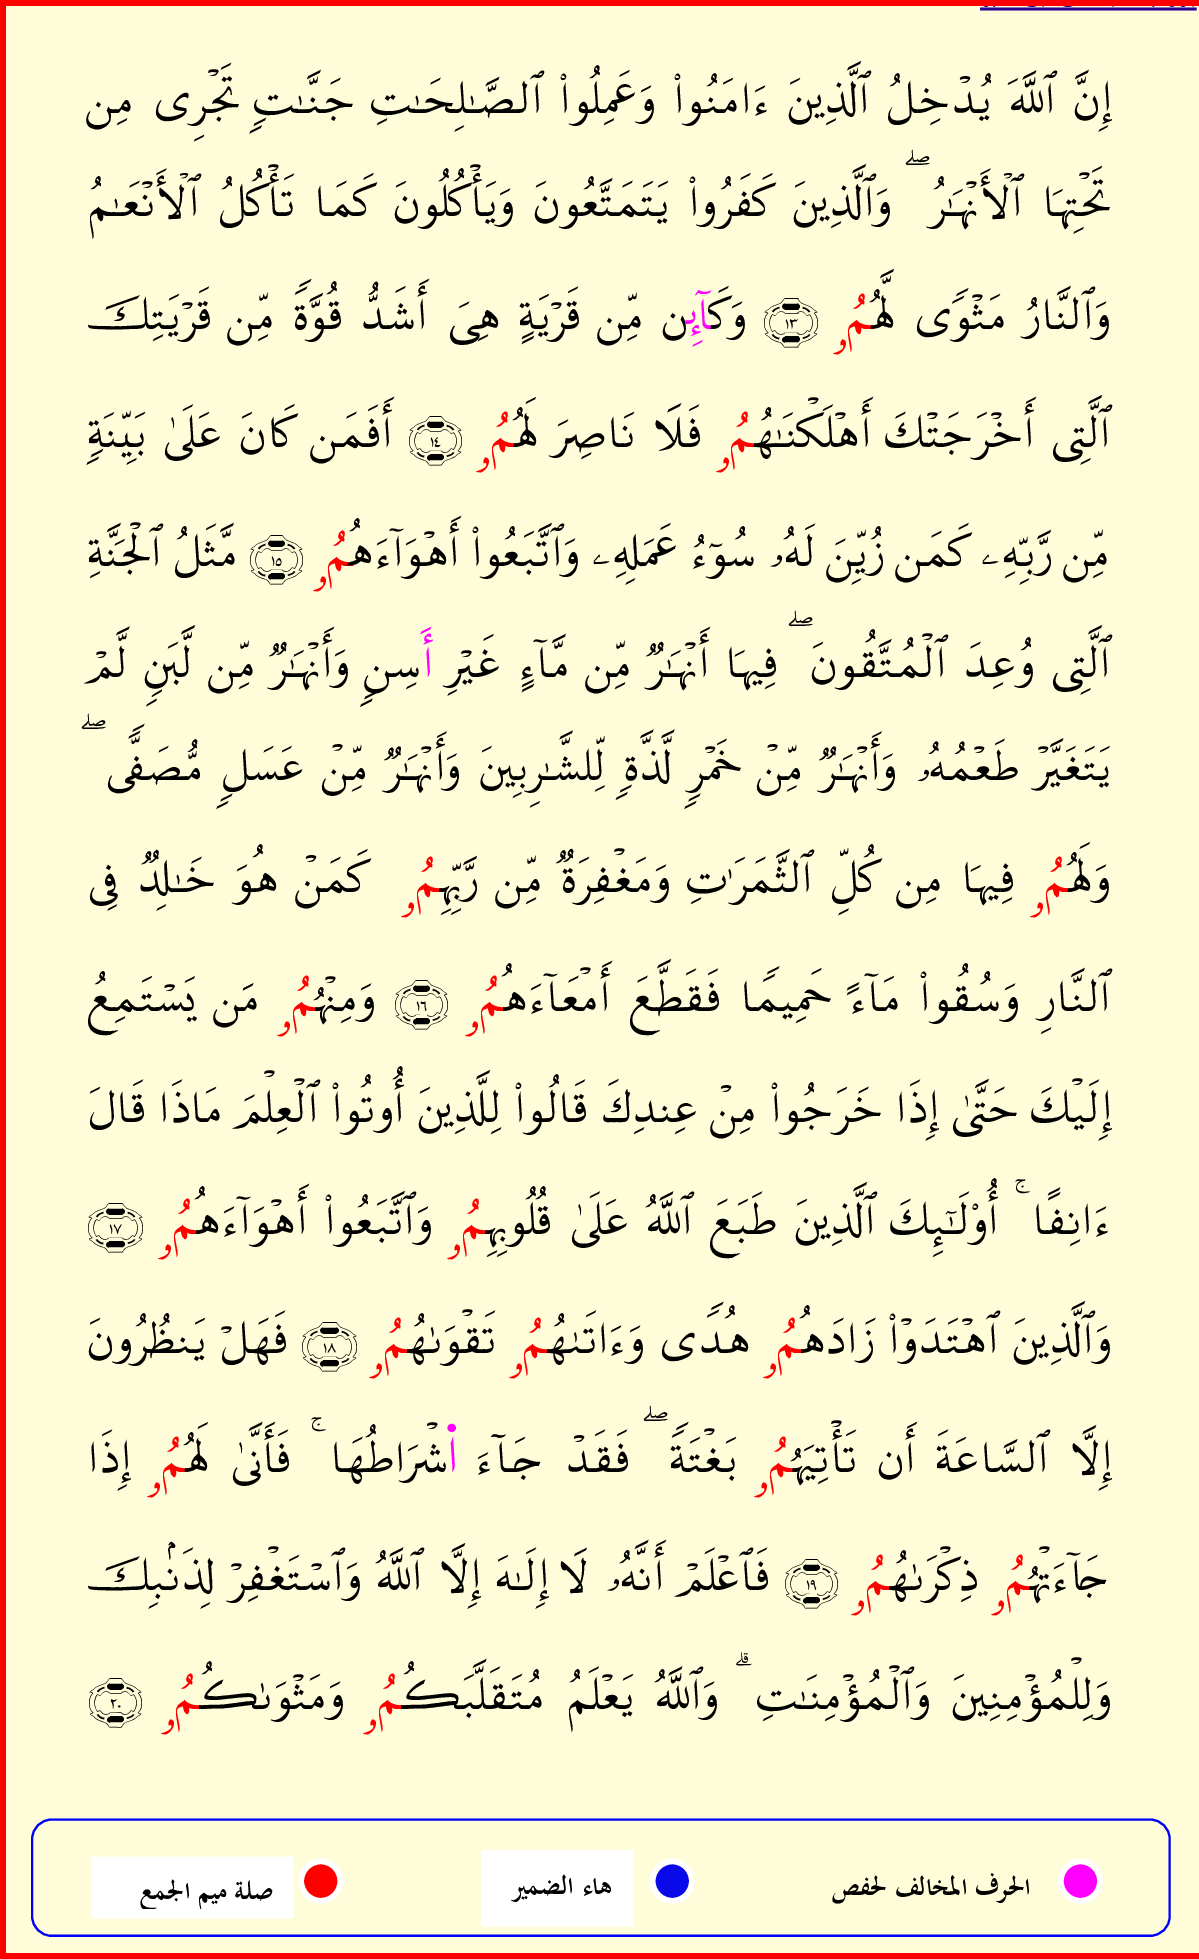 إِنَّ ٱللَّهَ يُدۡخِلُ ٱلَّذِينَ ءَامَنُواْ وَعَمِلُواْ ٱلصَّـٰلِحَـٰتِ جَنَّـٰتٍ تَجۡرِى مِن
تَحۡتِهَا ٱلۡأَنۡهَـٰرُ ۖ وَٱلَّذِينَ كَفَرُواْ يَتَمَتَّعُونَ وَيَأۡكُلُونَ كَمَا تَأۡكُلُ ٱلۡأَنۡعَـٰمُ
وَٱلنَّارُ مَثۡوًى لَّهُمُۥ ١٣ وَكَآئِن مِّن قَرۡيَةٍ هِىَ أَشَدُّ قُوَّةً مِّن قَرۡيَتِكَ
ٱلَّتِى أَخۡرَجَتۡكَ أَهۡلَكۡنَـٰهُمُۥ فَلَا نَاصِرَ لَهُمُۥ ١٤ أَفَمَن كَانَ عَلَىٰ بَيِّنَةٍ
مِّن رَّبِّهِۦ كَمَن زُيِّنَ لَهُۥ سُوٓءُ عَمَلِهِۦ وَٱتَّبَعُواْ أَهۡوَآءَهُمُۥ ١٥ مَّثَلُ ٱلۡجَنَّةِ
ٱلَّتِى وُعِدَ ٱلۡمُتَّقُونَ ۖ فِيهَا أَنۡهَـٰرٌ مِّن مَّآءٍ غَيۡرِ أَسِنٍ وَأَنۡهَـٰرٌ مِّن لَّبَنٍ لَّمۡ
يَتَغَيَّرۡ طَعۡمُهُۥ وَأَنۡهَـٰرٌ مِّنۡ خَمۡرٍ لَّذَّةٍ لِّلشَّـٰرِبِينَ وَأَنۡهَـٰرٌ مِّنۡ عَسَلٍ مُّصَفًّى ۖ
وَلَهُمُۥ فِيهَا مِن كُلِّ ٱلثَّمَرَٰتِ وَمَغۡفِرَةٌ مِّن رَّبِّهِمُۥ كَمَنۡ هُوَ خَـٰلِدٌ فِى
ٱلنَّارِ وَسُقُواْ مَآءً حَمِيمًا فَقَطَّعَ أَمۡعَآءَهُمُۥ ١٦ وَمِنۡهُمُۥ مَن يَسۡتَمِعُ
إِلَيۡكَ حَتَّىٰ إِذَا خَرَجُواْ مِنۡ عِندِكَ قَالُواْ لِلَّذِينَ أُوتُواْ ٱلۡعِلۡمَ مَاذَا قَالَ
ءَانِفًا ۚ أُوْلَـٰٓئِكَ ٱلَّذِينَ طَبَعَ ٱللَّهُ عَلَىٰ قُلُوبِهِمُۥ وَٱتَّبَعُواْ أَهۡوَآءَهُمُۥ ١٧
وَٱلَّذِينَ ٱهۡتَدَوۡاْ زَادَهُمُۥ هُدًى وَءَاتَىٰهُمُۥ تَقۡوَىٰهُمُۥ ١٨ فَهَلۡ يَنظُرُونَ
إِلَّا ٱلسَّاعَةَ أَن تَأۡتِيَهُمُۥ بَغۡتَةً ۖ فَقَدۡ جَآءَ اَ۬شۡرَاطُهَا ۚ فَأَنَّىٰ لَهُمُۥ إِذَا
جَآءَتۡهُمُۥ ذِكۡرَىٰهُمُۥ ١٩ فَٱعۡلَمۡ أَنَّهُۥ لَا إِلَـٰهَ إِلَّا ٱللَّهُ وَٱسۡتَغۡفِرۡ لِذَنۢبِكَ
وَلِلۡمُؤۡمِنِينَ وَٱلۡمُؤۡمِنَـٰتِ ۗ وَٱللَّهُ يَعۡلَمُ مُتَقَلَّبَكُمُۥ وَمَثۡوَىٰكُمُۥ ٢٠
الحرف المخالف لحفص هاء الضمير صلة ميم الجمع